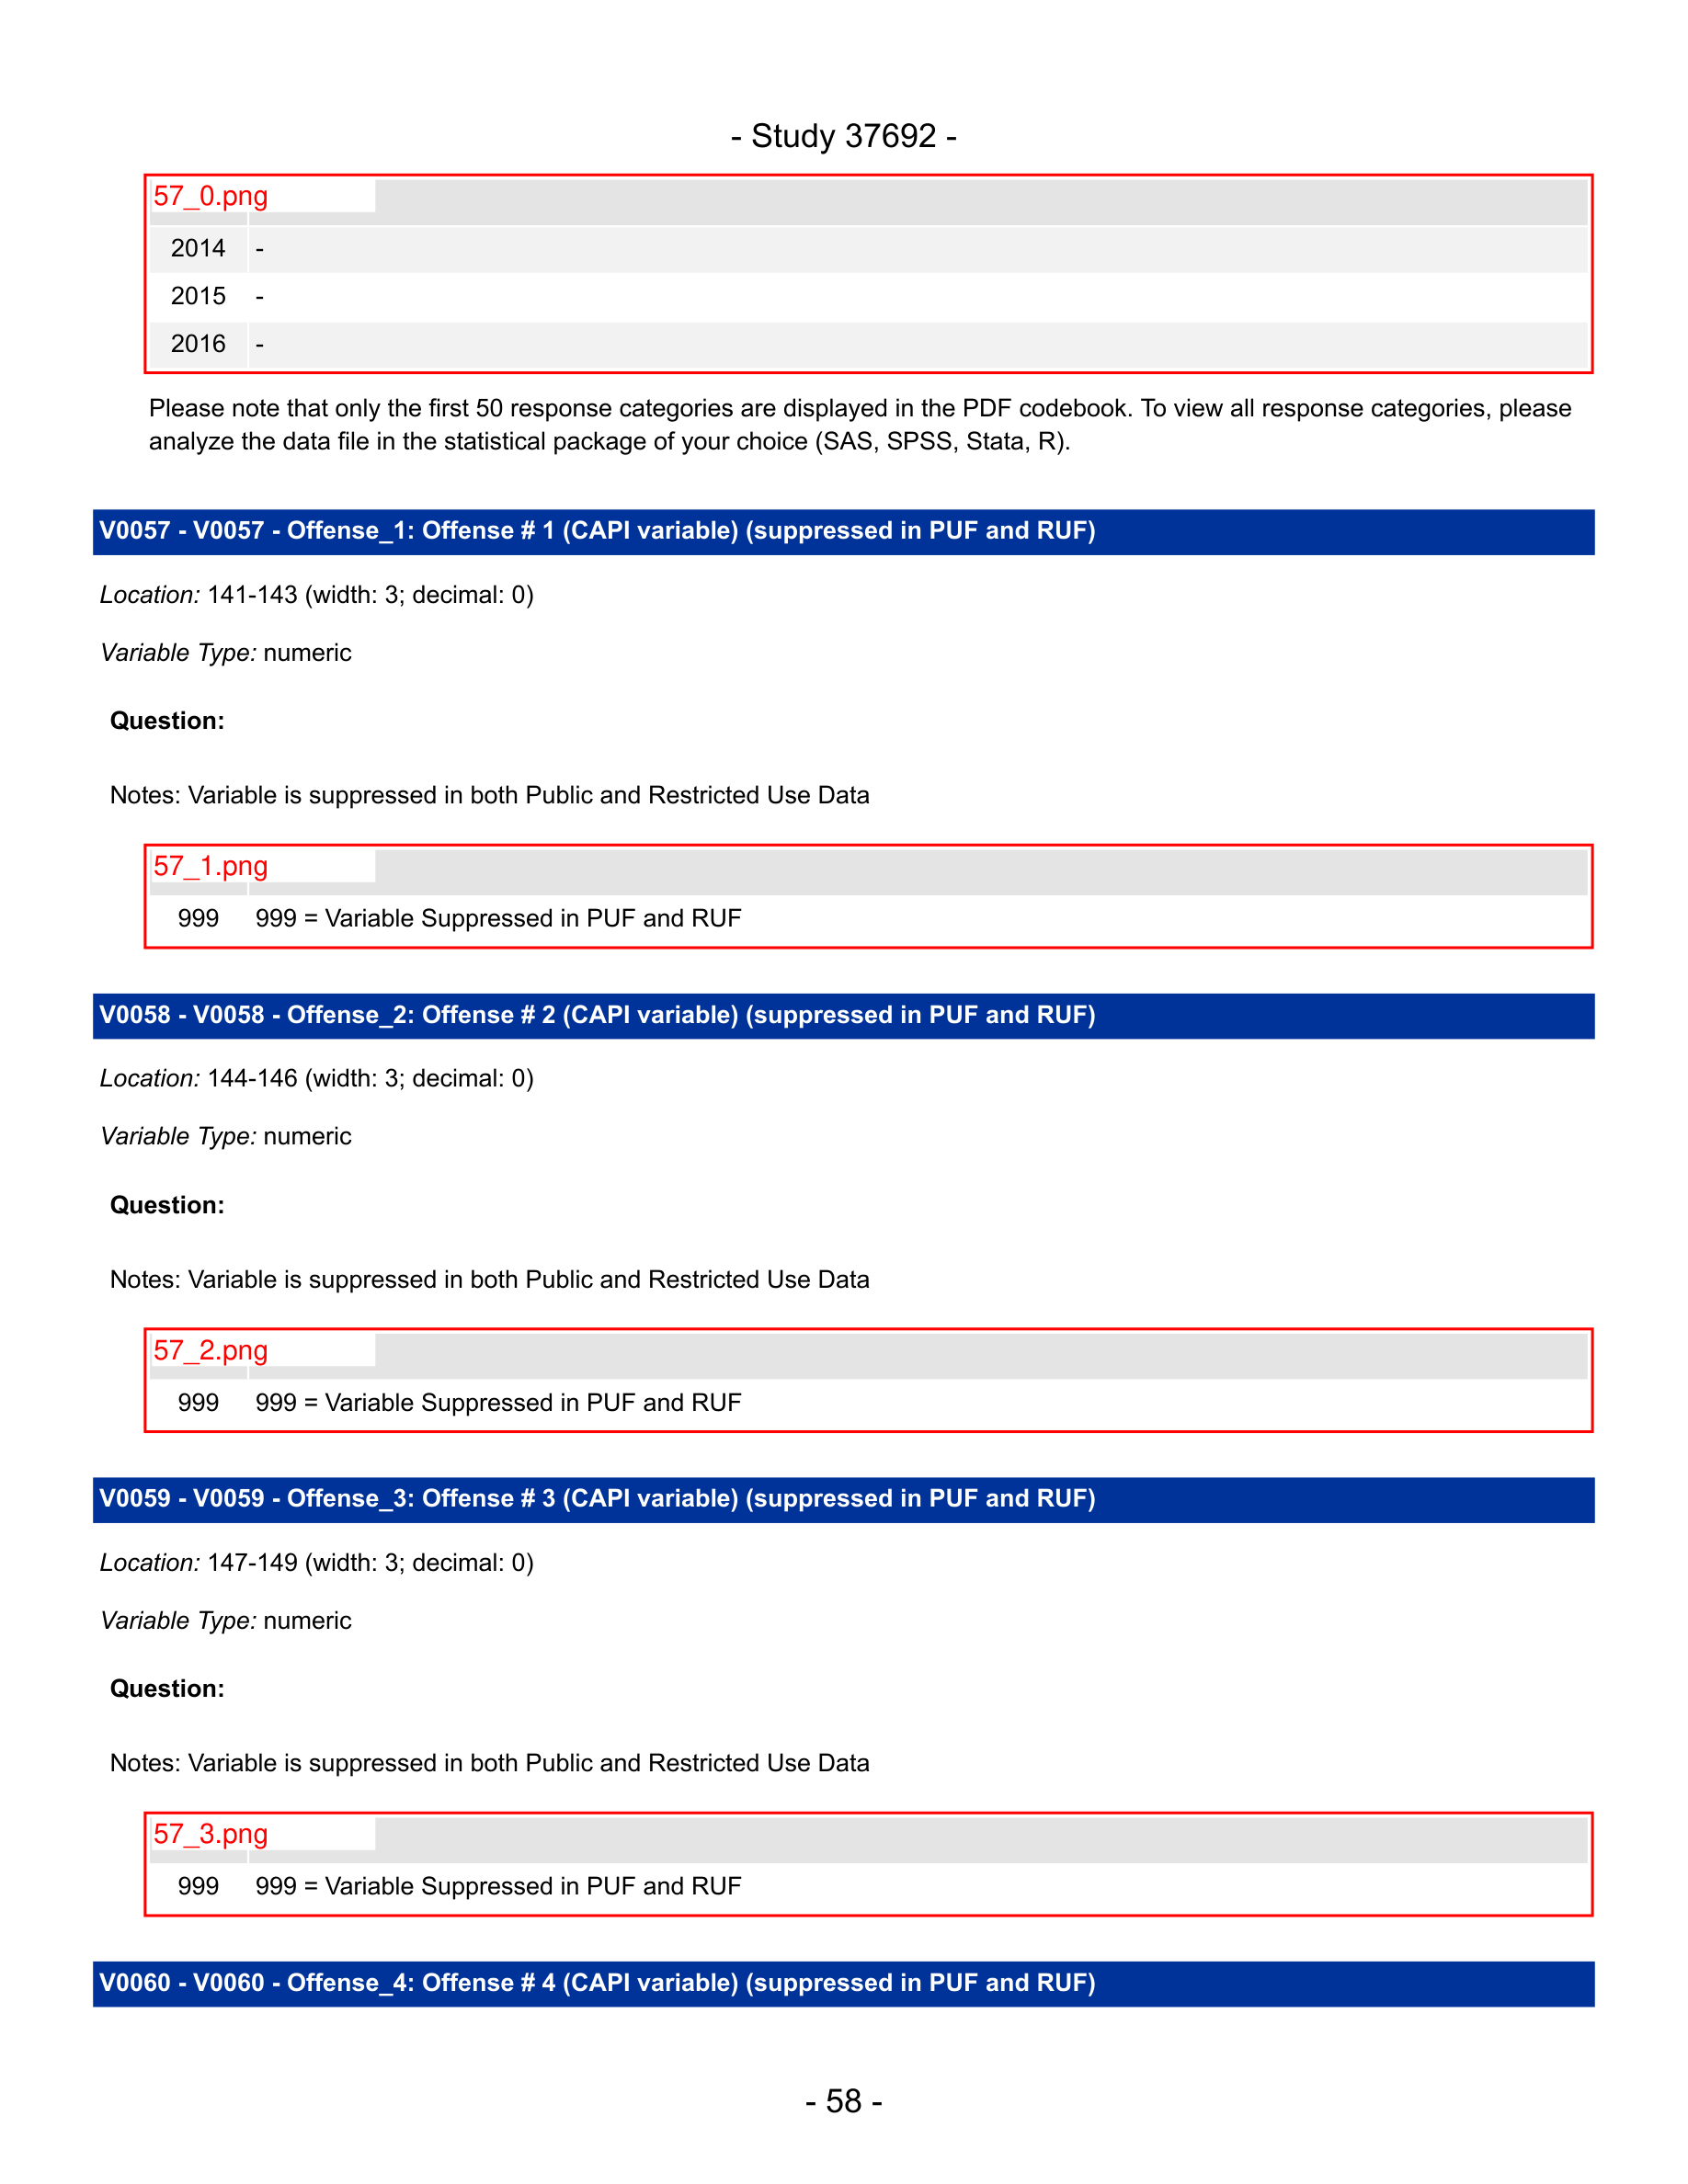 - Study 37692 -
57_0.png
2014 -
2015 -
2016 -
Please note that only the first 50 response categories are displayed in the PDF codebook. To view all response categories, please
analyze the data file in the statistical package of your choice (SAS, SPSS, Stata, R).
V0057 - V0057 - Offense_1: Offense # 1 (CAPI variable) (suppressed in PUF and RUF)
Location: 141-143 (width: 3; decimal: 0)
Variable Type: numeric
Question:
Notes: Variable is suppressed in both Public and Restricted Use Data
57_1.png
999 999 = Variable Suppressed in PUF and RUF
V0058 - V0058 - Offense_2: Offense # 2 (CAPI variable) (suppressed in PUF and RUF)
Location: 144-146 (width: 3; decimal: 0)
Variable Type: numeric
Question:
Notes: Variable is suppressed in both Public and Restricted Use Data
57_2.png
999 999 = Variable Suppressed in PUF and RUF
V0059 - V0059 - Offense_3: Offense # 3 (CAPI variable) (suppressed in PUF and RUF)
Location: 147-149 (width: 3; decimal: 0)
Variable Type: numeric
Question:
Notes: Variable is suppressed in both Public and Restricted Use Data
57_3.png
999 999 = Variable Suppressed in PUF and RUF
V0060 - V0060 - Offense_4: Offense # 4 (CAPI variable) (suppressed in PUF and RUF)
- 58 -